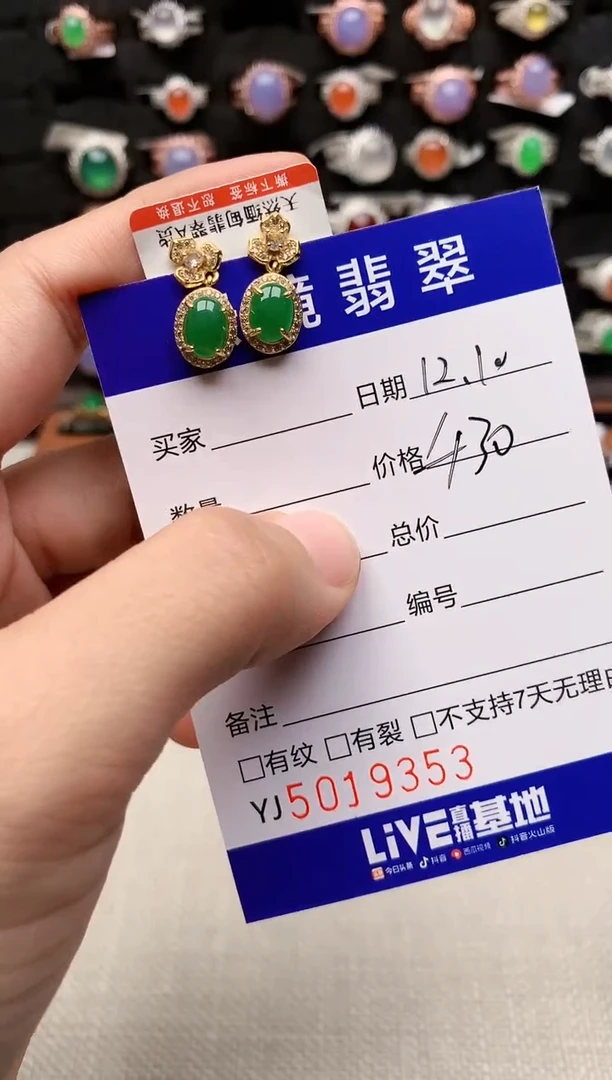 撕下标签 恕不退换
天然缅甸翡翠A货
翡翠
日期 12.10
买家
价格 430
数量
总价
编号
备注
□有纹 □有裂 □不支持7天无理由
YJ5019353
LiVE直播基地
今日头条 抖音 西瓜视频 抖音火山版